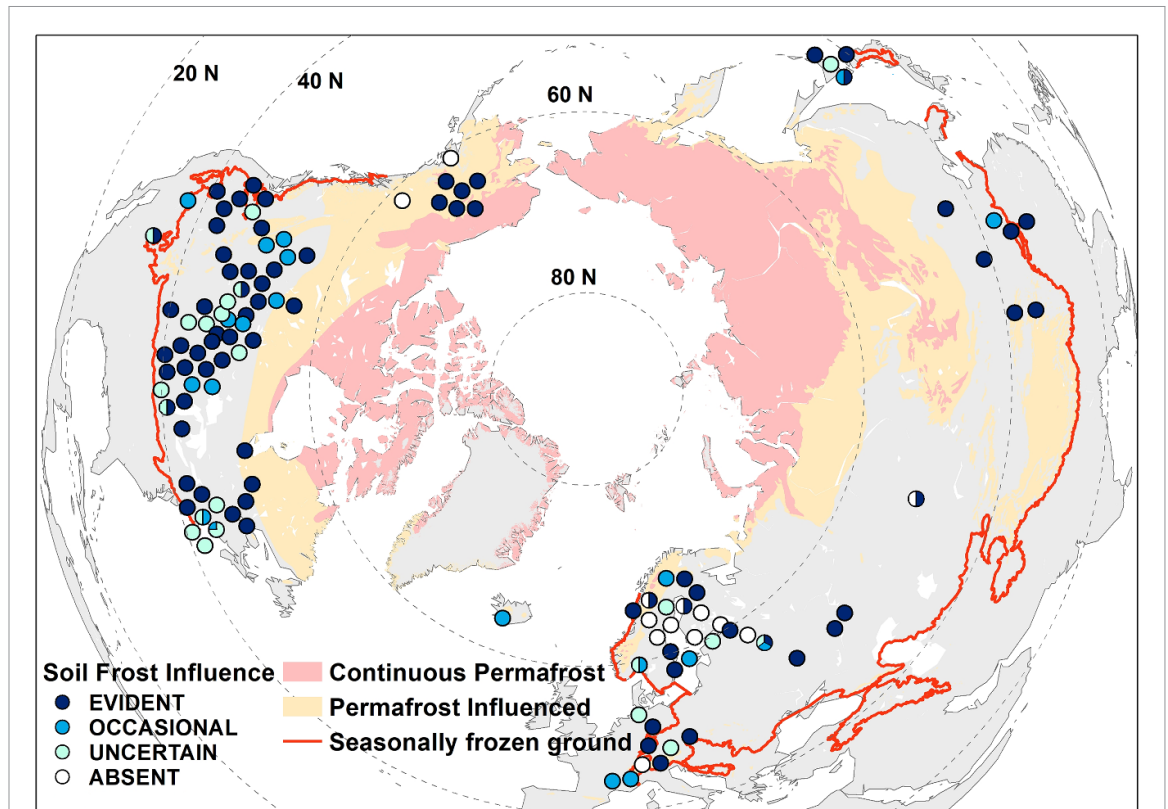 20 N
40 N
60 N
80 N
Soil Frost Influence
EVIDENT
OCCASIONAL
UNCERTAIN
ABSENT
Continuous Permafrost
Permafrost Influenced
Seasonally frozen ground